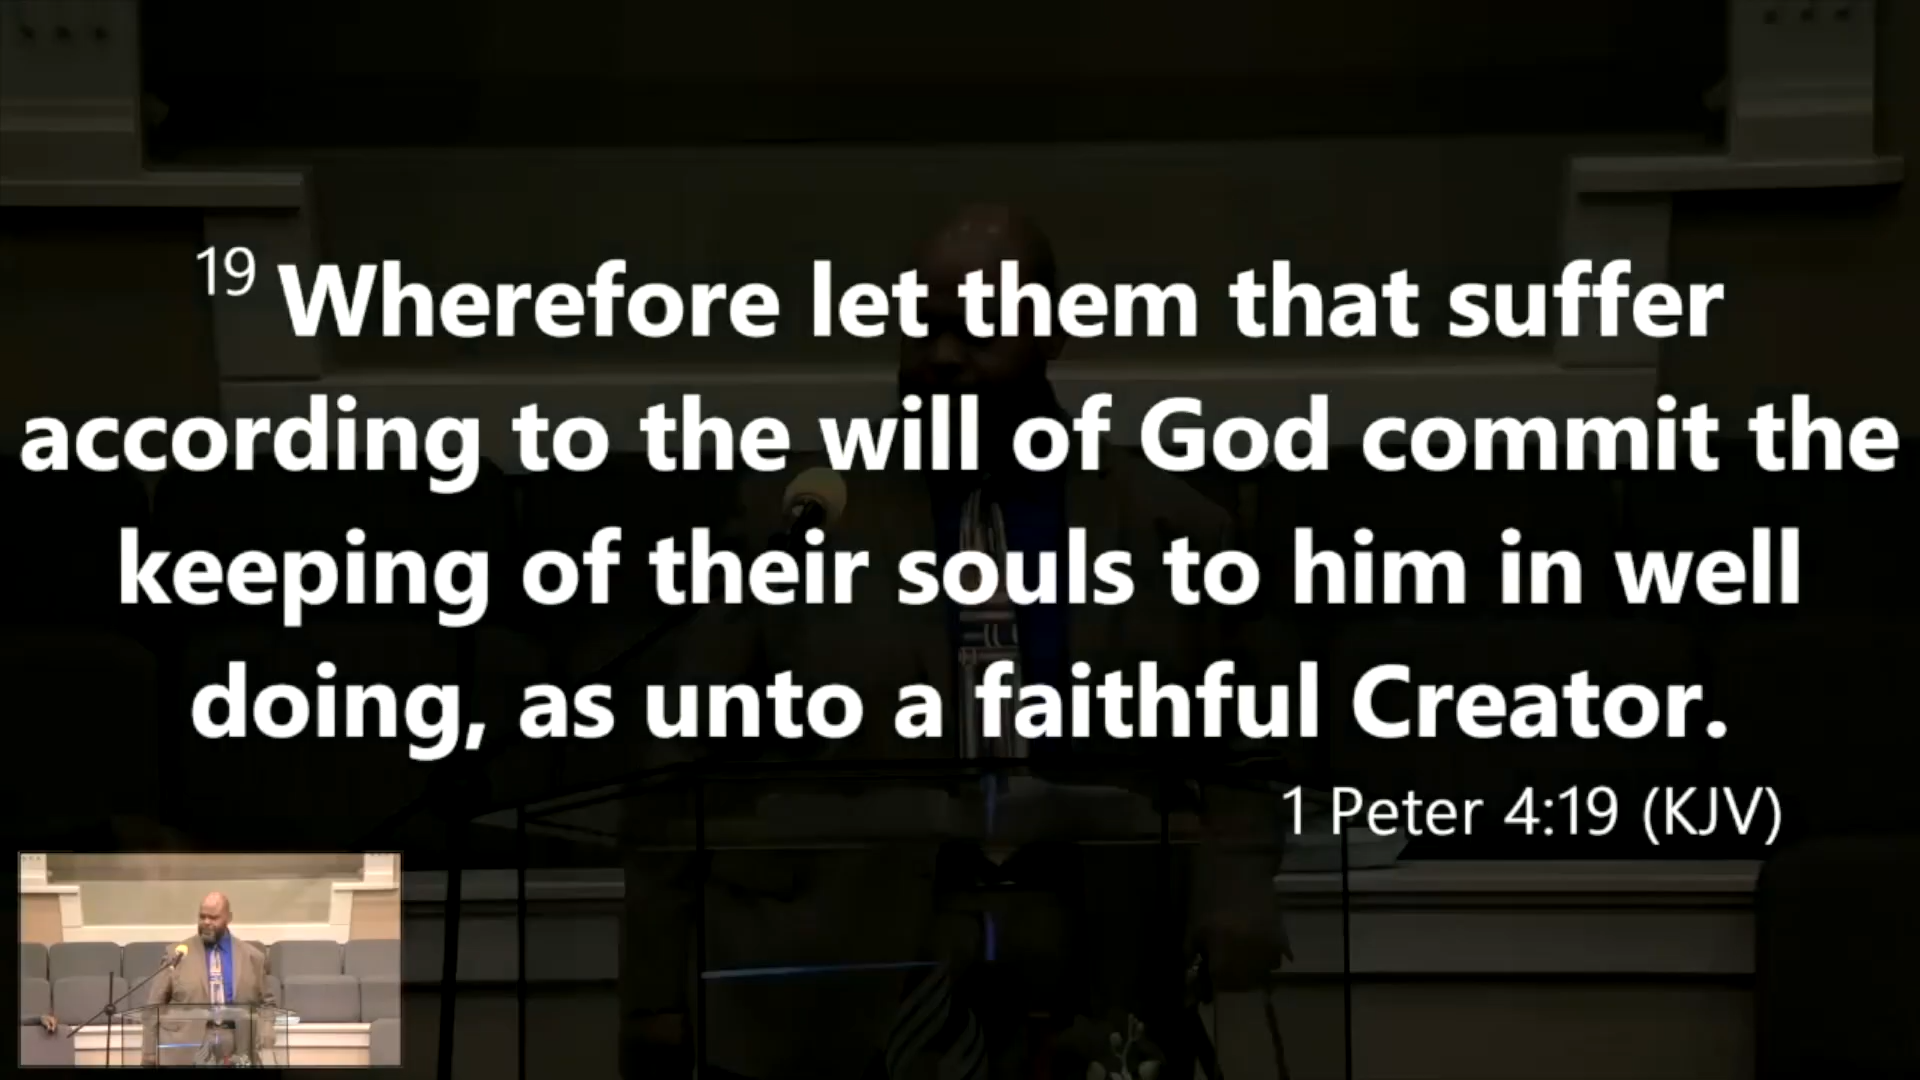 19 Wherefore let them that suffer
according to the will of God commit the
keeping of their souls to him in well
doing, as unto a faithful Creator.
1 Peter 4:19 (KJV)